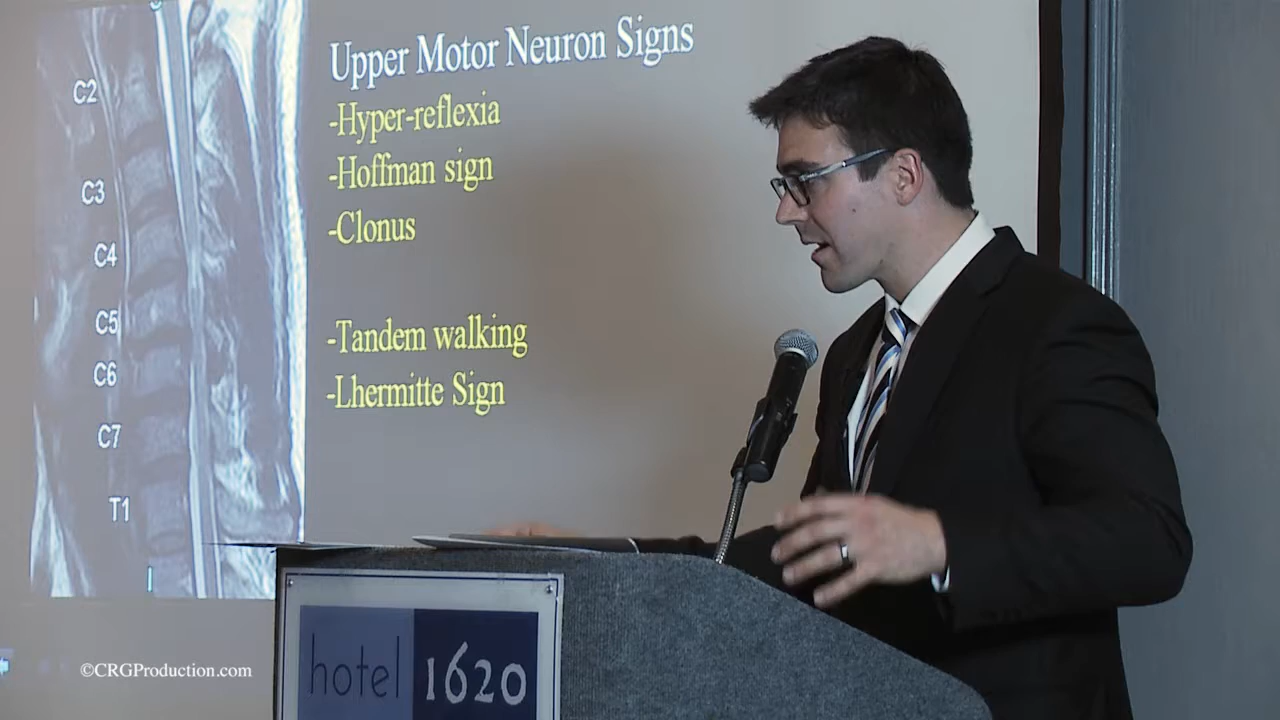 Upper Motor Neuron Signs
-Hyper-reflexia
-Hoffman sign
-Clonus
-Tandem walking
-Lhermitte Sign
C2
C3
C4
C5
C6
C7
T1
hotel 1620
©CRGProduction.com